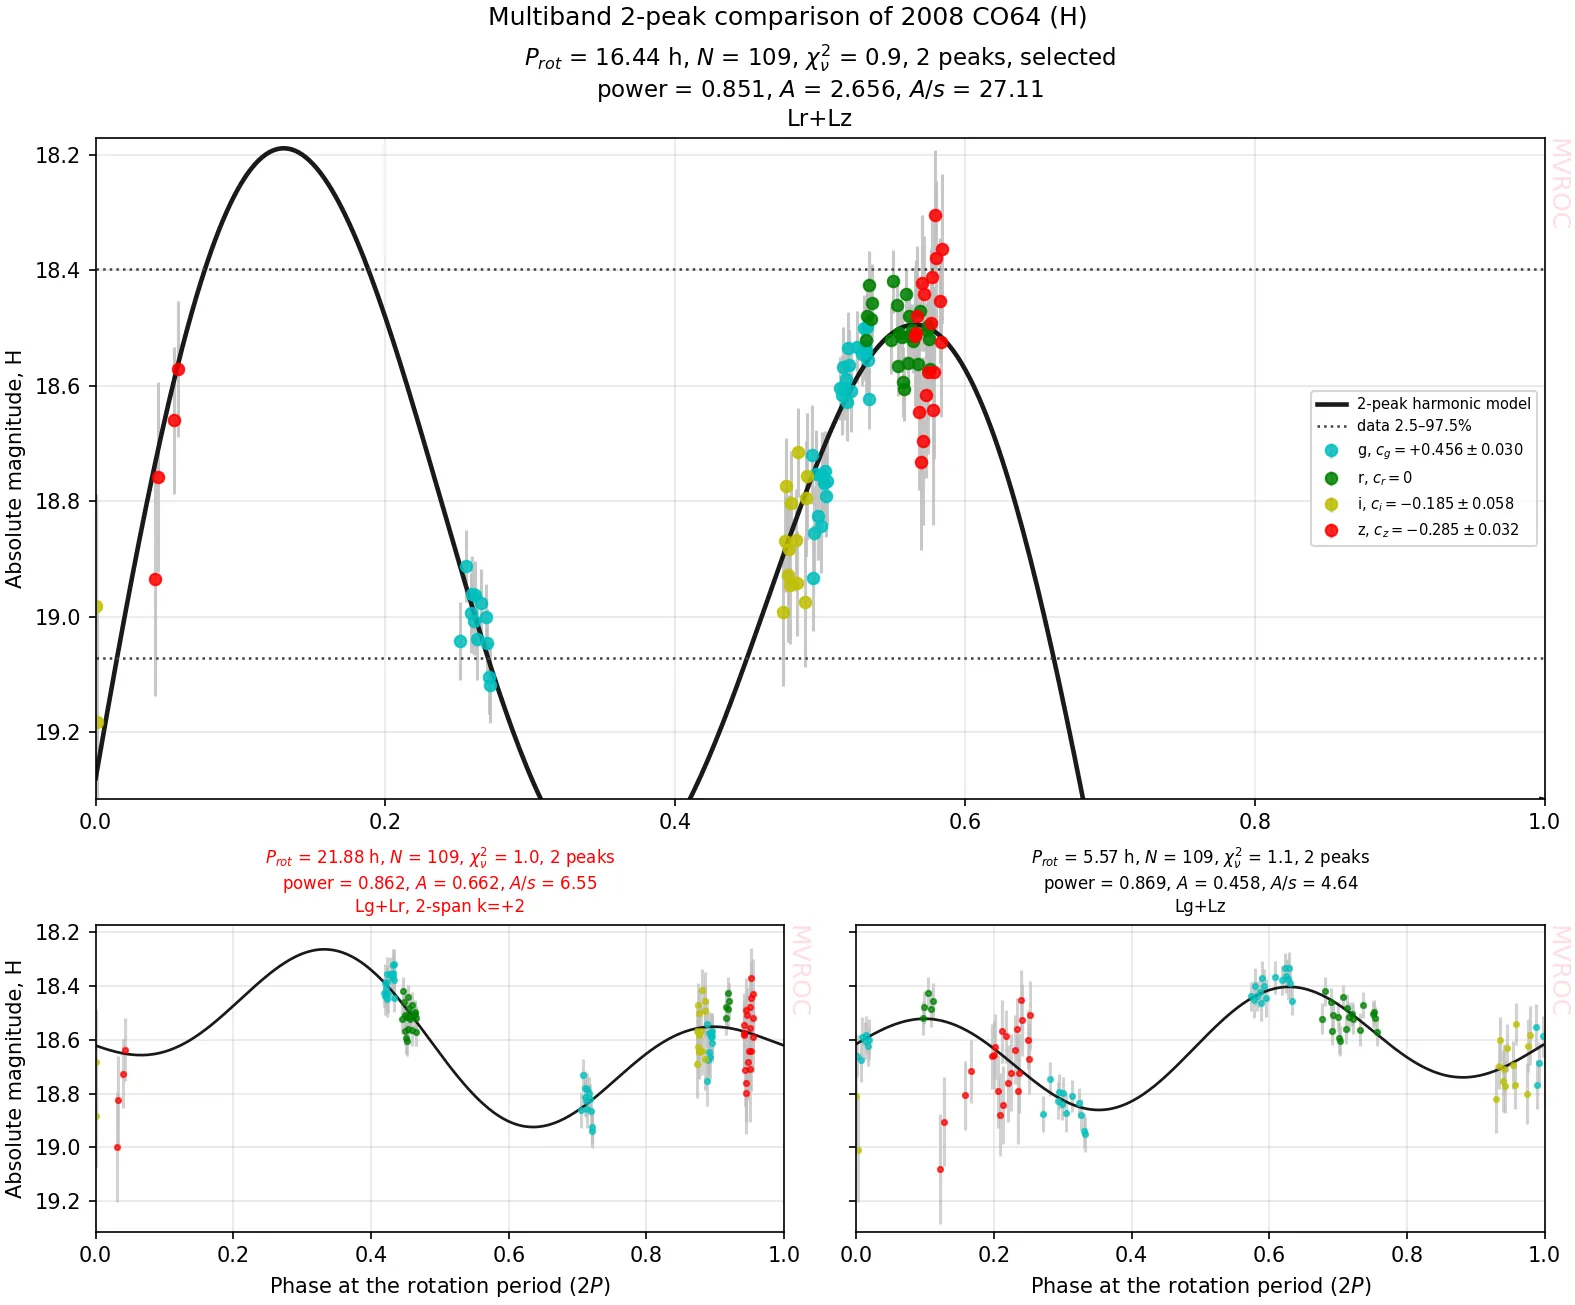 Multiband 2-peak comparison of 2008 CO64 (H)
P_rot = 16.44 h, N = 109, χ²_ν = 0.9, 2 peaks, selected
power = 0.851, A = 2.656, A/s = 27.11
Lr+Lz
Absolute magnitude, H
18.2
18.4
18.6
18.8
19.0
19.2
0.0 0.2 0.4 0.6 0.8 1.0
2-peak harmonic model
data 2.5–97.5%
g, c_g = +0.456 ± 0.030
r, c_r = 0
i, c_i = −0.185 ± 0.058
z, c_z = −0.285 ± 0.032
MVROC
P_rot = 21.88 h, N = 109, χ²_ν = 1.0, 2 peaks
power = 0.862, A = 0.662, A/s = 6.55
Lg+Lr, 2-span k=+2
Absolute magnitude, H
18.2
18.4
18.6
18.8
19.0
19.2
0.0 0.2 0.4 0.6 0.8 1.0
Phase at the rotation period (2P)
MVROC
P_rot = 5.57 h, N = 109, χ²_ν = 1.1, 2 peaks
power = 0.869, A = 0.458, A/s = 4.64
Lg+Lz
0.0 0.2 0.4 0.6 0.8 1.0
Phase at the rotation period (2P)
MVROC